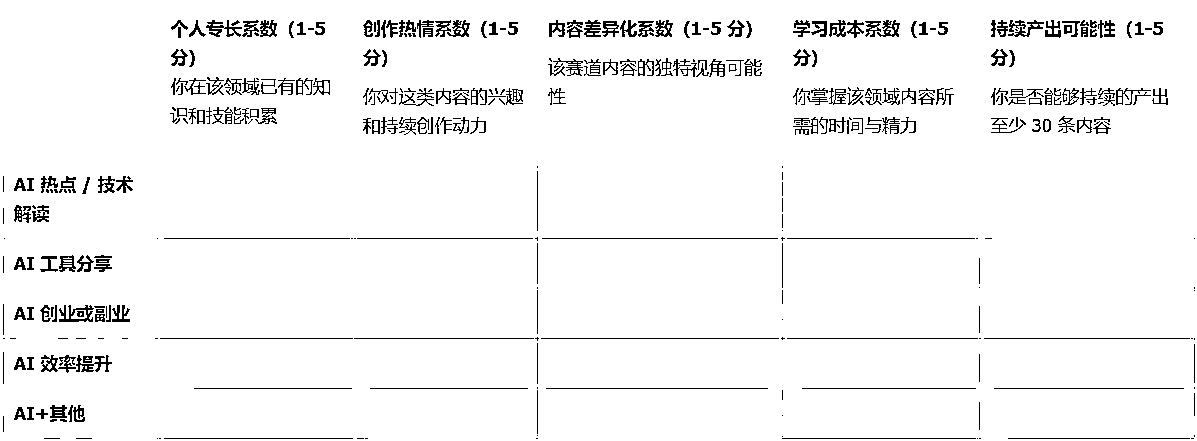 个人专长系数（1-5
分）
你在该领域已有的知
识和技能积累
创作热情系数（1-5
分）
你对这类内容的兴趣
和持续创作动力
内容差异化系数（1-5 分）
该赛道内容的独特视角可能
性
学习成本系数（1-5
分）
你掌握该领域内容所
需的时间与精力
持续产出可能性（1-5
分）
你是否能够持续的产出
至少 30 条内容
AI 热点 / 技术
解读
AI 工具分享
AI 创业或副业
AI 效率提升
AI+其他